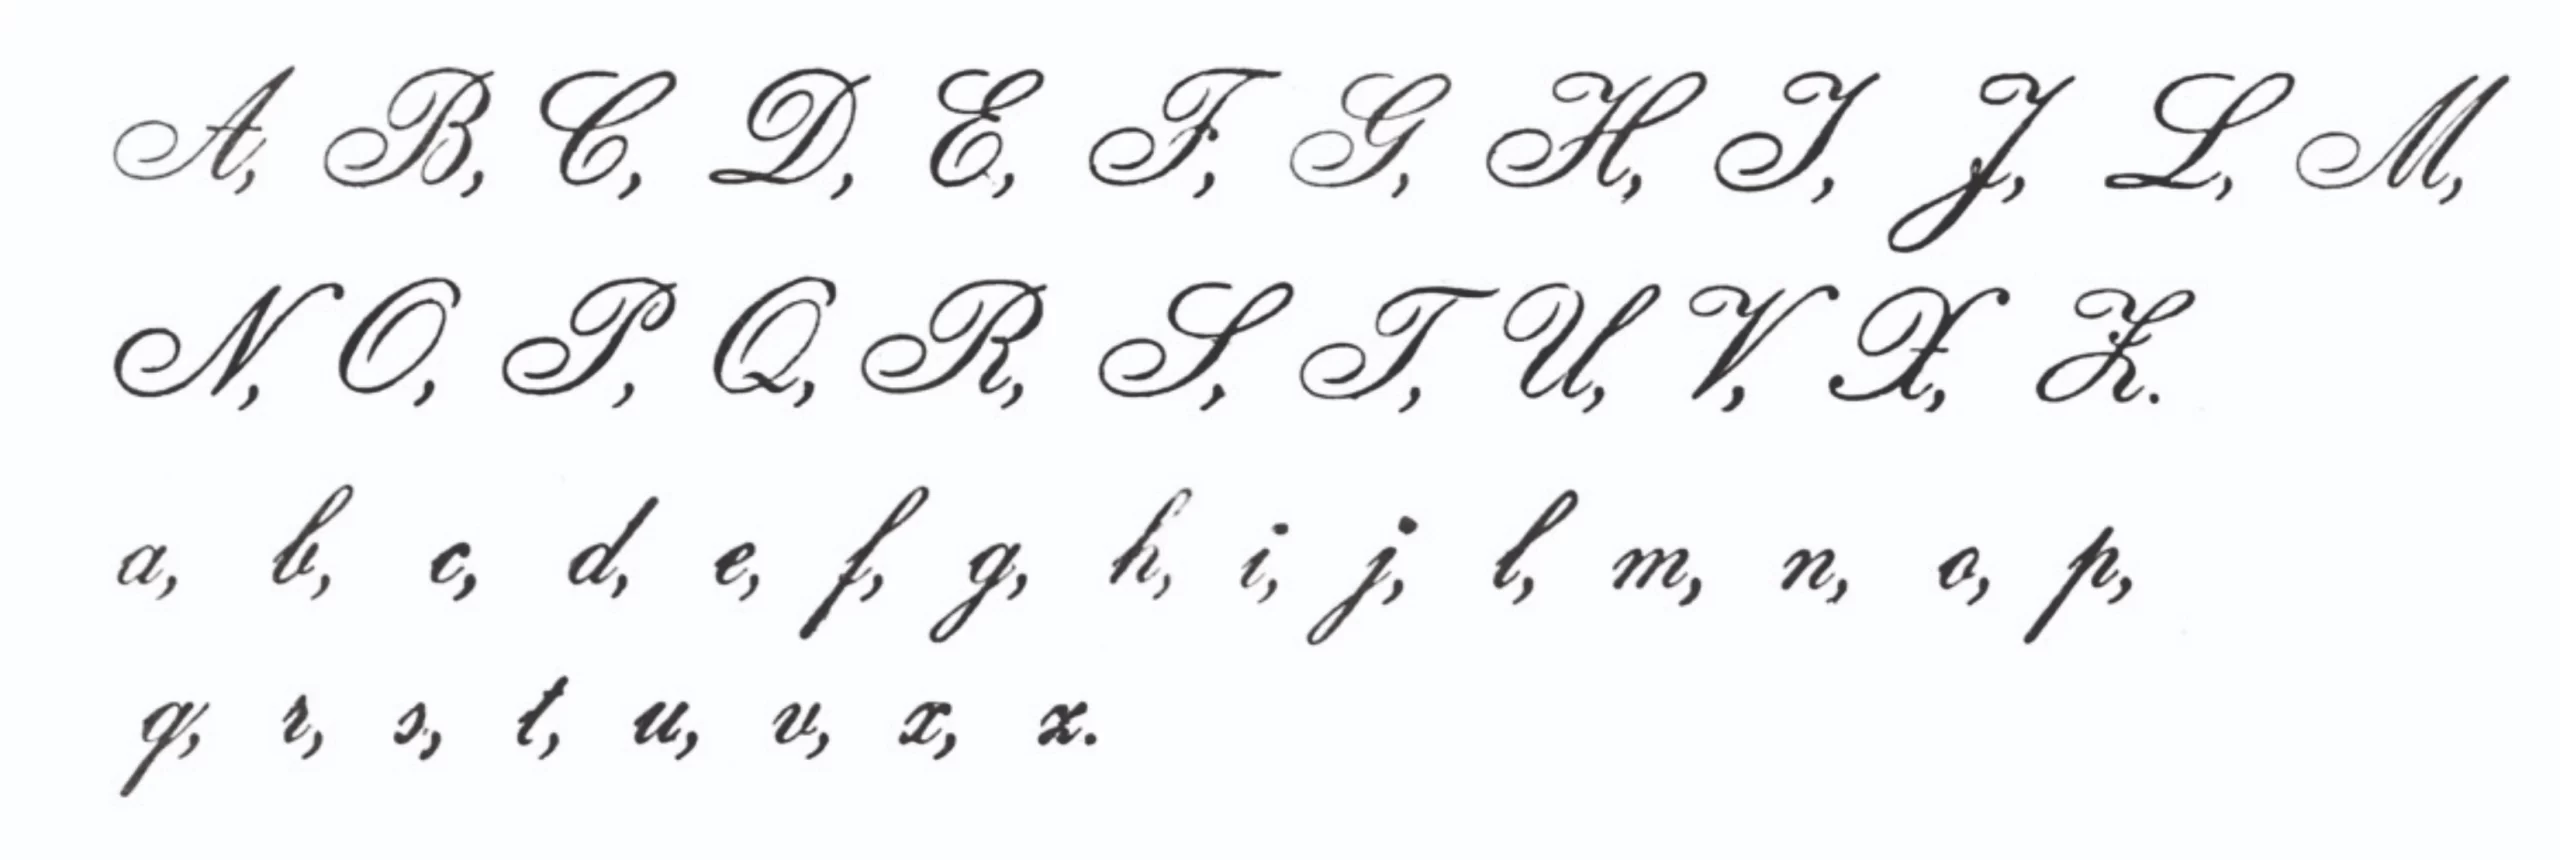 A, B, C, D, E, F, G, H, I, J, L, M,
N, O, P, Q, R, S, T, U, V, X, Z.
a, b, c, d, e, f, g, h, i, j, l, m, n, o, p,
q, r, s, t, u, v, x, z.